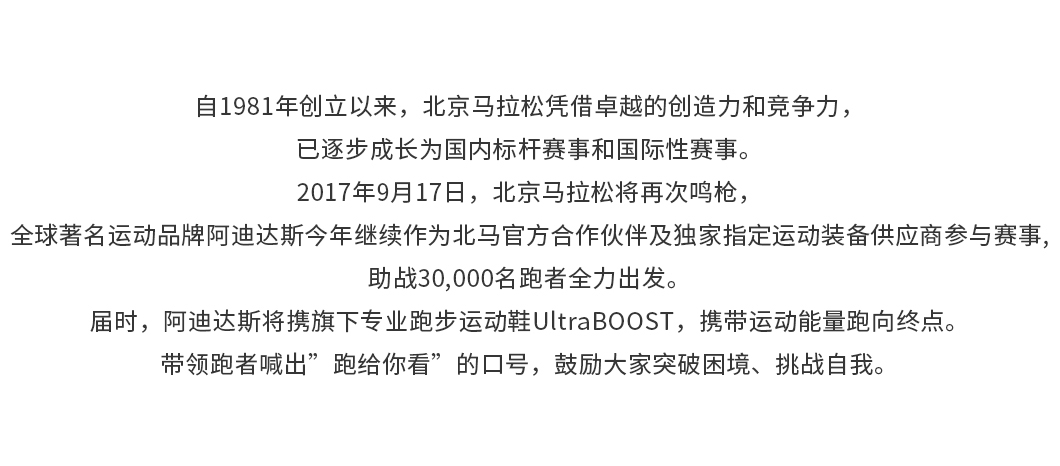 自1981年创立以来，北京马拉松凭借卓越的创造力和竞争力，
已逐步成长为国内标杆赛事和国际性赛事。
2017年9月17日，北京马拉松将再次鸣枪，
全球著名运动品牌阿迪达斯今年继续作为北马官方合作伙伴及独家指定运动装备供应商参与赛事,
助战30,000名跑者全力出发。
届时，阿迪达斯将携旗下专业跑步运动鞋UltraBOOST，携带运动能量跑向终点。
带领跑者喊出”跑给你看”的口号，鼓励大家突破困境、挑战自我。